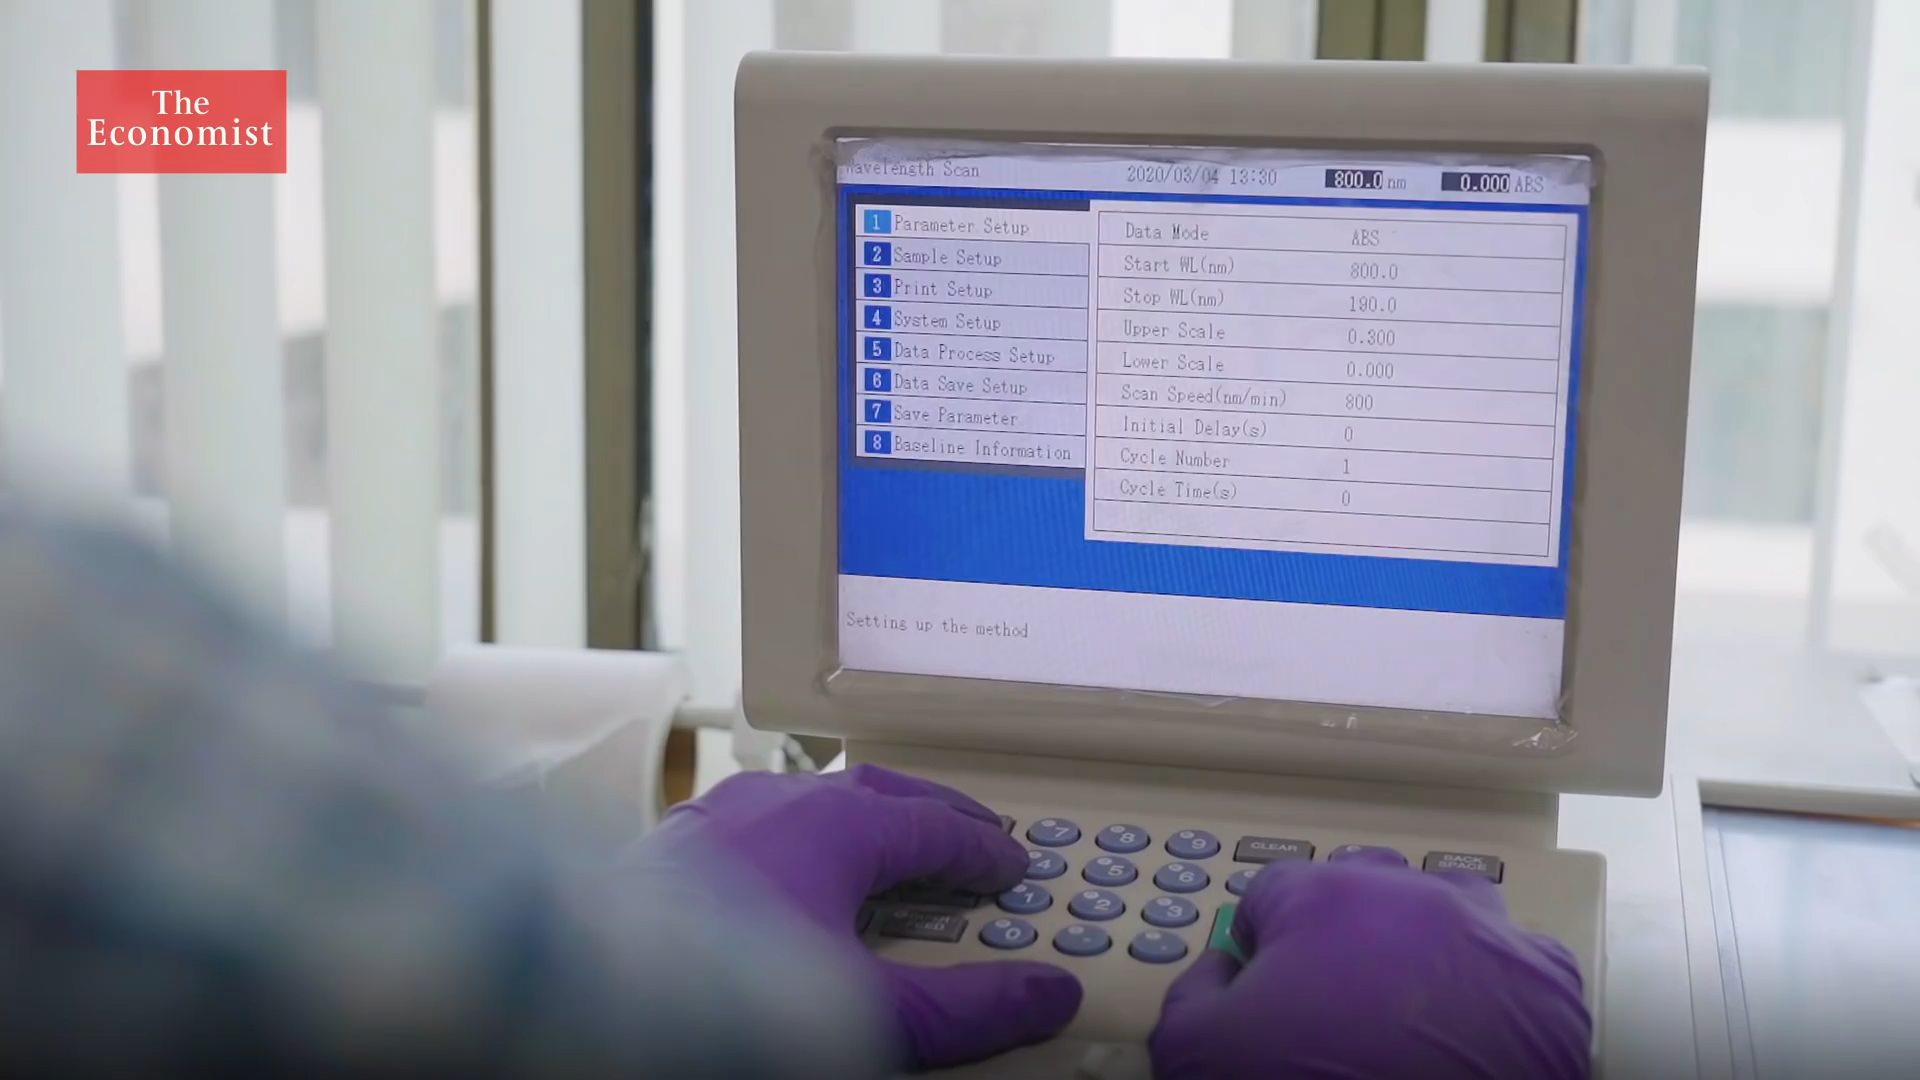 The
Economist
Wavelength Scan 2020/03/04 13:30 800.0 nm 0.000 ABS
1 Parameter Setup
2 Sample Setup
3 Print Setup
4 System Setup
5 Data Process Setup
6 Data Save Setup
7 Save Parameter
8 Baseline Information
Data Mode ABS
Start WL(nm) 800.0
Stop WL(nm) 190.0
Upper Scale 0.300
Lower Scale 0.000
Scan Speed(nm/min) 800
Initial Delay(s) 0
Cycle Number 1
Cycle Time(s) 0
Setting up the method
7 8 9 CLEAR BACK SPACE
4 5 6
1 2 3
FEED 0 .